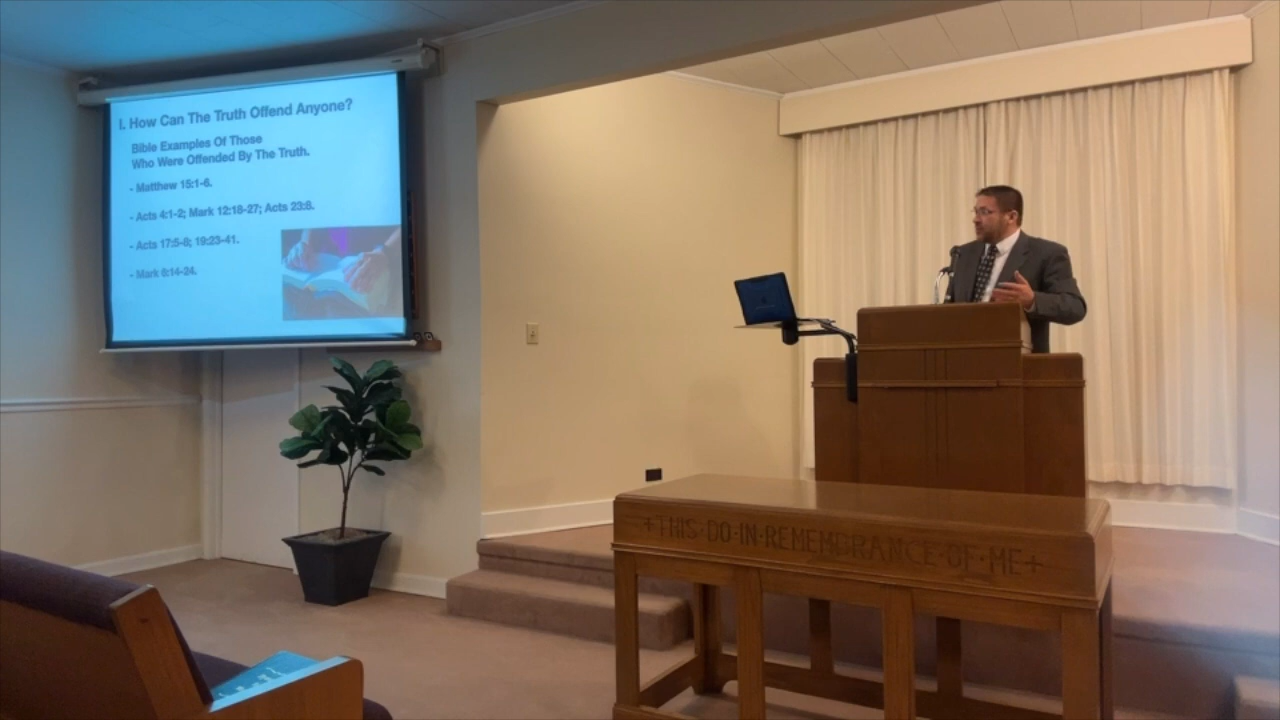 I. How Can The Truth Offend Anyone?
Bible Examples Of Those
Who Were Offended By The Truth.
- Matthew 15:1-6.
- Acts 4:1-2; Mark 12:18-27; Acts 23:8.
- Acts 17:5-8; 19:23-41.
- Mark 6:14-24.
+THIS·DO·IN·REMEMBRANCE·OF·ME+